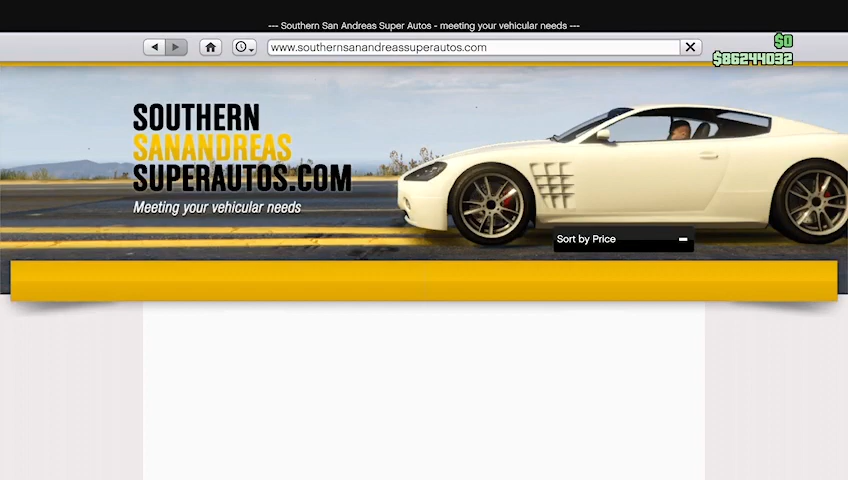 --- Southern San Andreas Super Autos - meeting your vehicular needs ---
www.southernsanandreassuperautos.com
$0
$86244032
SOUTHERN
SANANDREAS
SUPERAUTOS.COM
Meeting your vehicular needs
Sort by Price